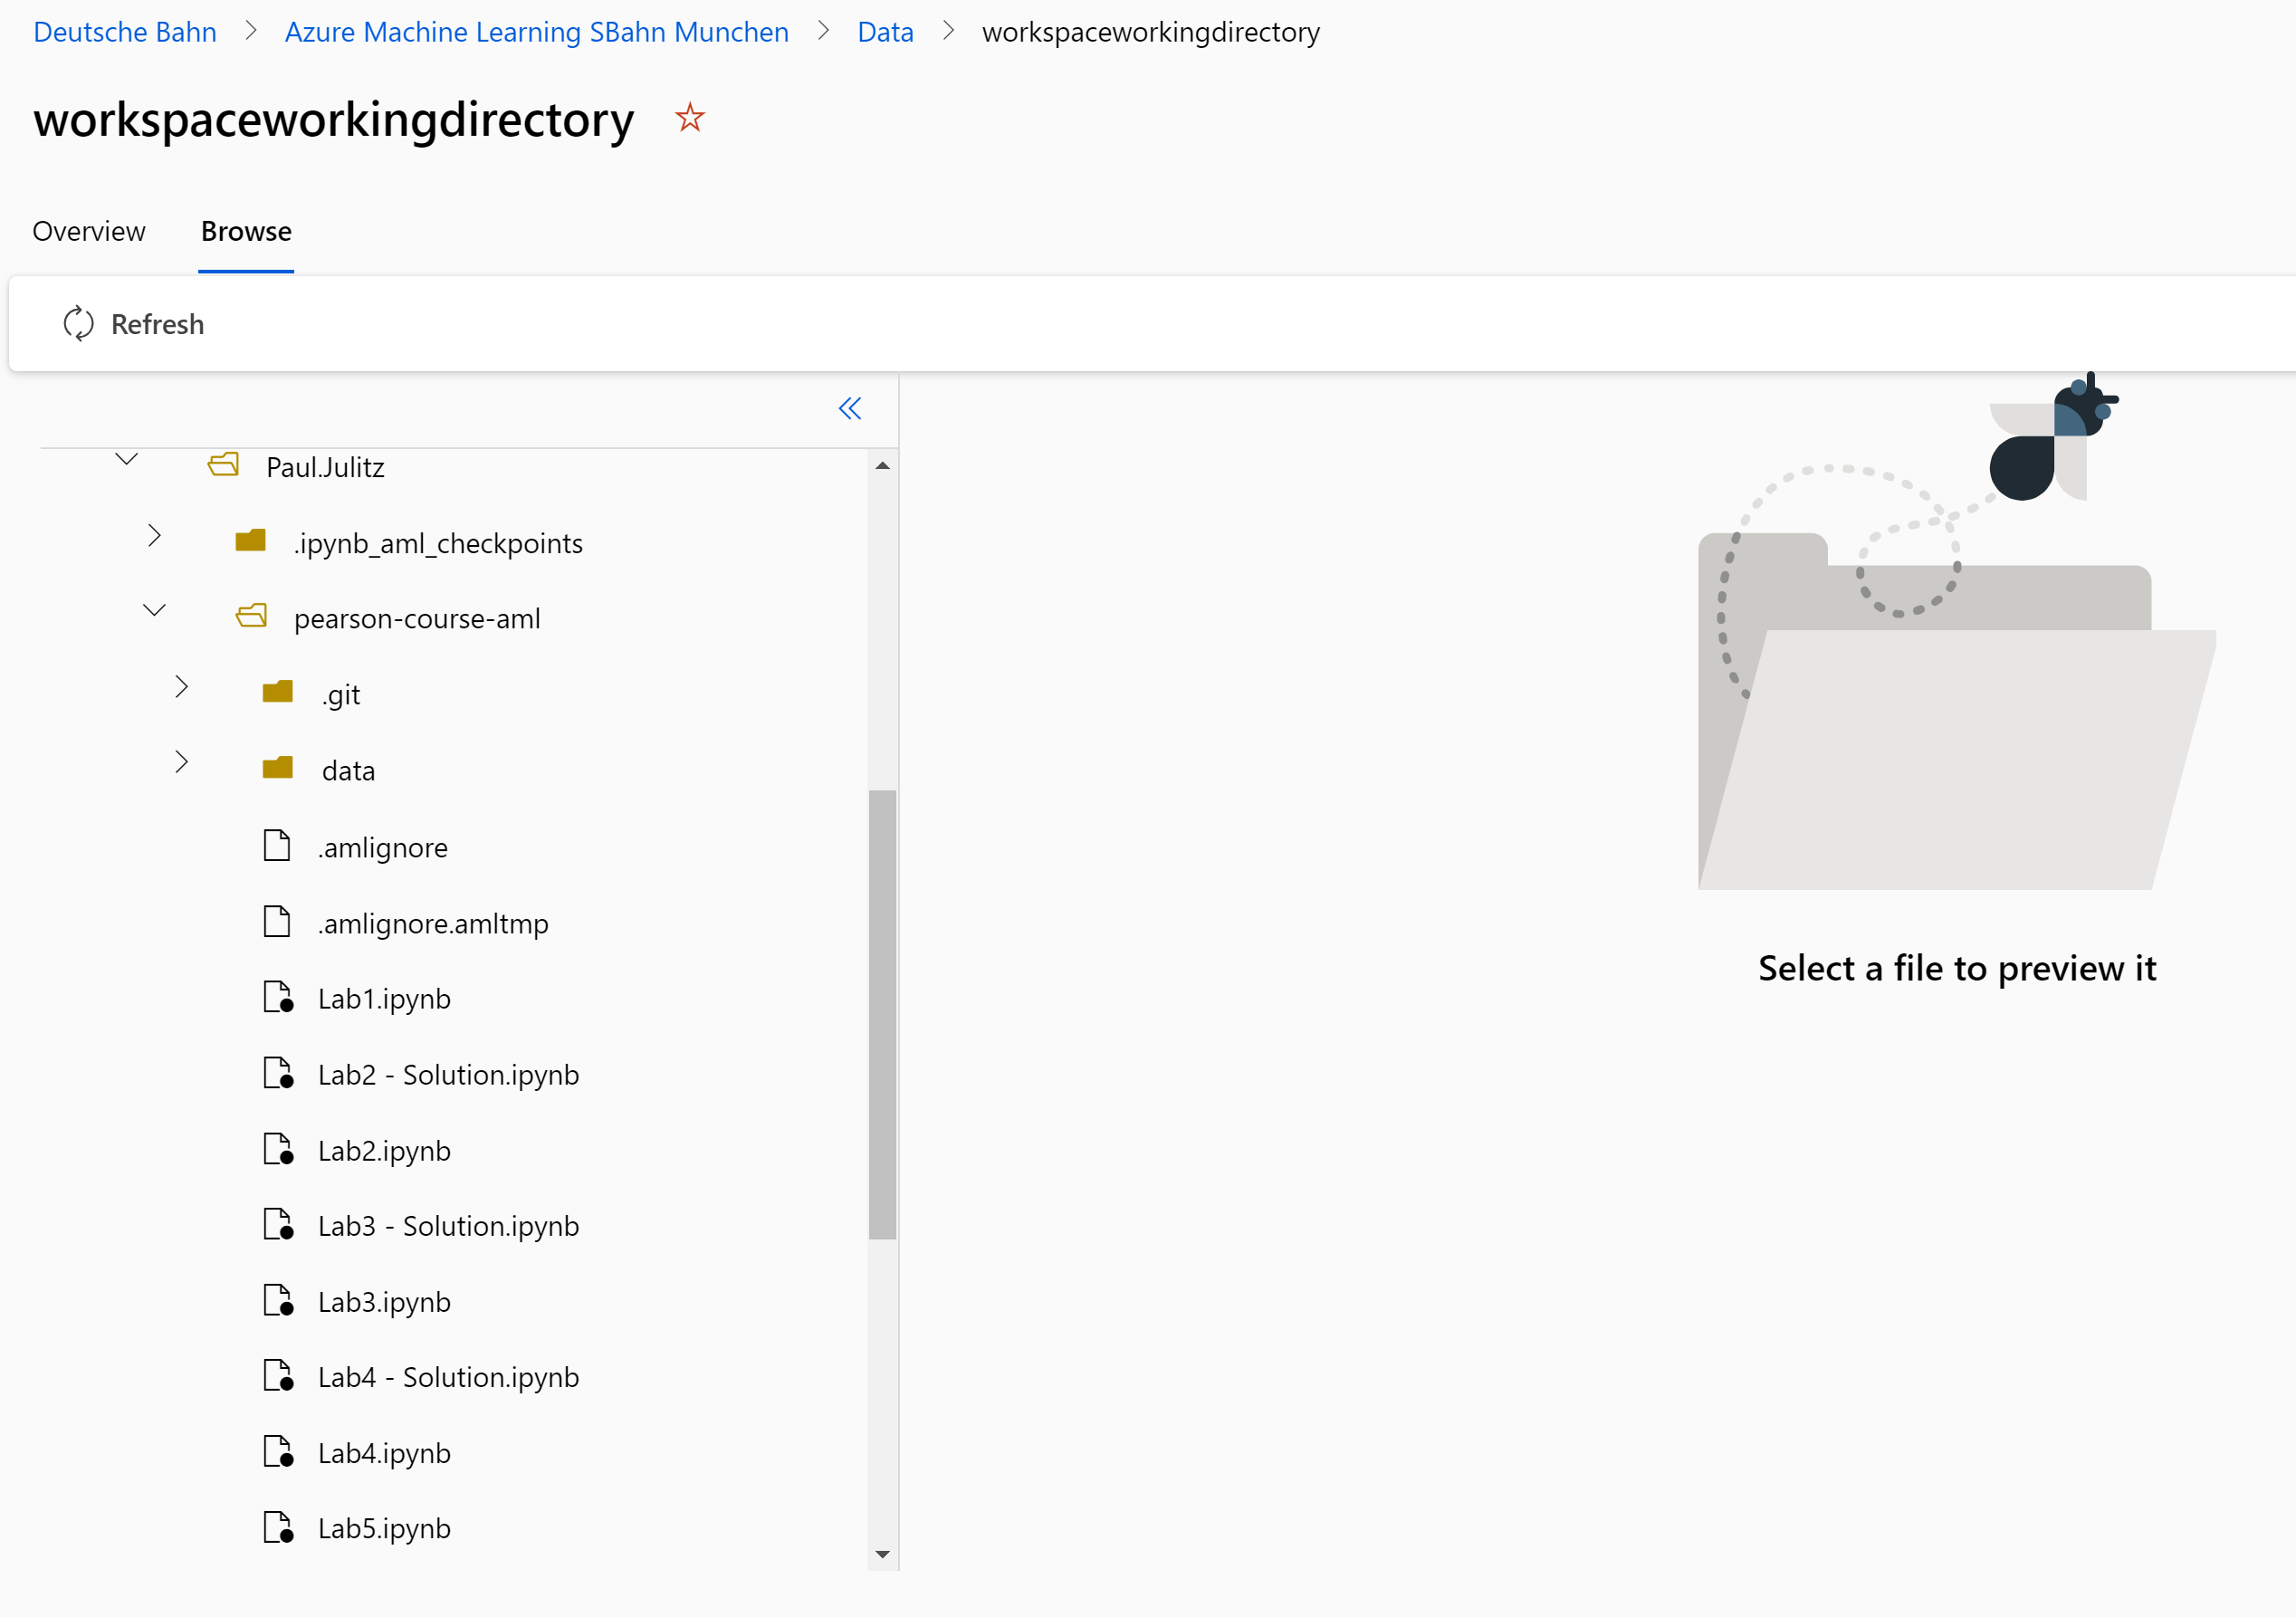 Deutsche Bahn > Azure Machine Learning SBahn Munchen > Data > workspaceworkingdirectory
workspaceworkingdirectory
Overview Browse
Refresh
Paul.Julitz
.ipynb_aml_checkpoints
pearson-course-aml
.git
data
.amlignore
.amlignore.amltmp
Lab1.ipynb
Lab2 - Solution.ipynb
Lab2.ipynb
Lab3 - Solution.ipynb
Lab3.ipynb
Lab4 - Solution.ipynb
Lab4.ipynb
Lab5.ipynb
Select a file to preview it